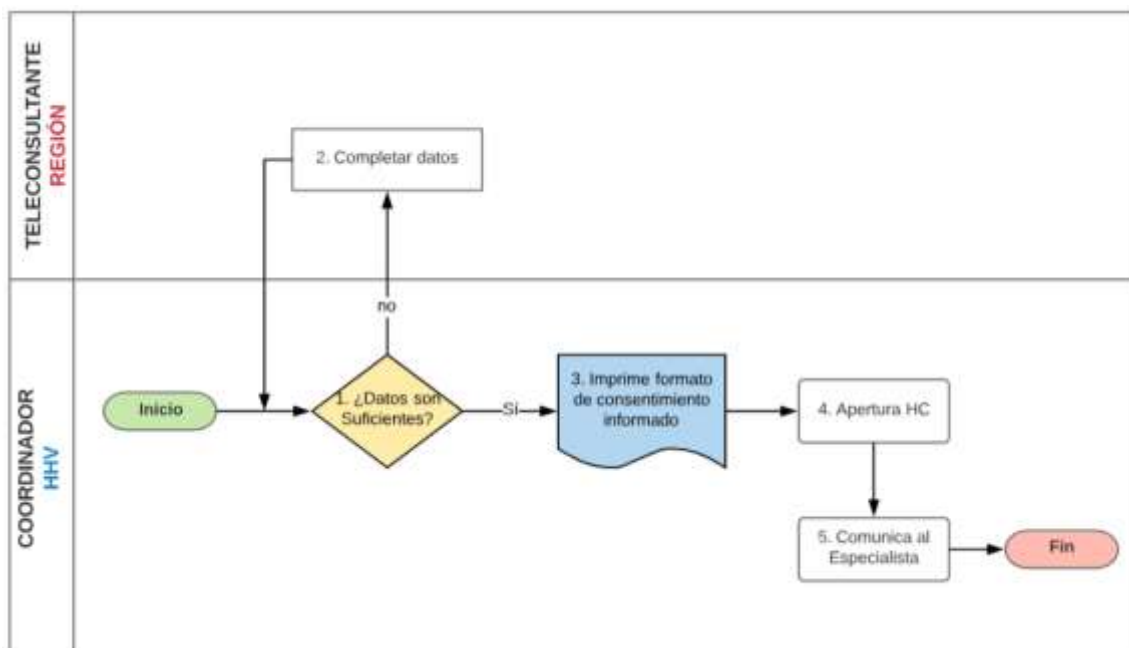 TELECONSULTANTE
REGIÓN
2. Completar datos
no
COORDINADOR
HHV
Inicio
1. ¿Datos son
Suficientes?
Sí
3. Imprime formato
de consentimiento
informado
4. Apertura HC
5. Comunica al
Especialista
Fin